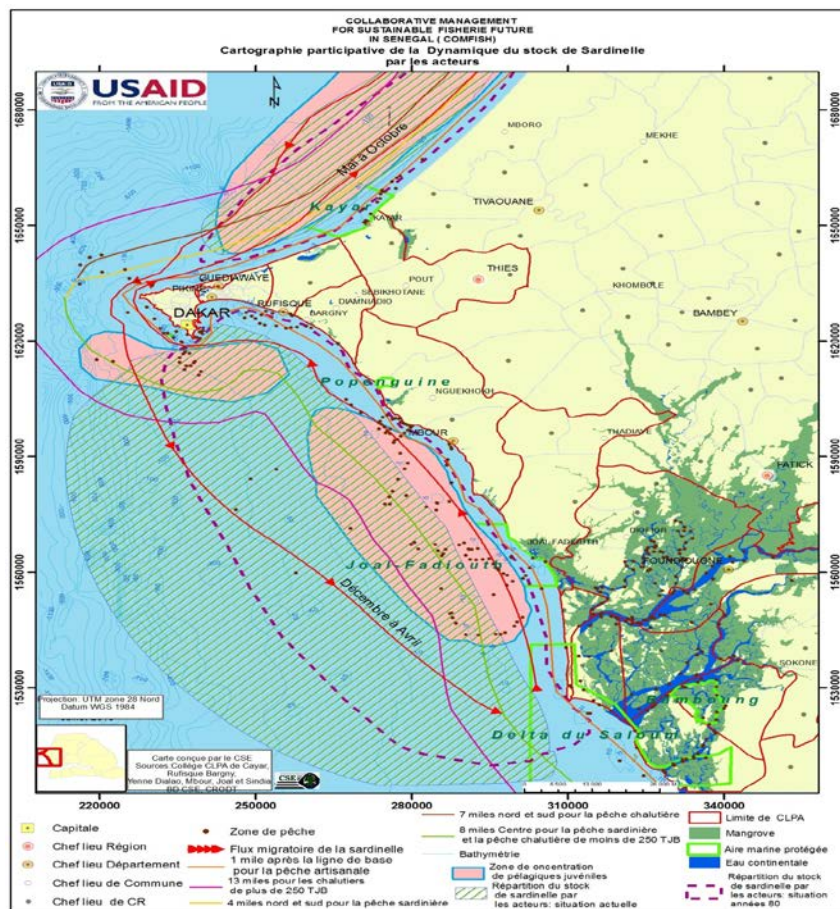 COLLABORATIVE MANAGEMENT
FOR SUSTAINABLE FISHERIE FUTURE
IN SENEGAL ( COMFISH)
Cartographie participative de la Dynamique du stock de Sardinelle
par les acteurs
USAID
FROM THE AMERICAN PEOPLE
N
1680000
1680000
MBORO
MEKHE
Mai à Octobre
Kayar
KAYAR
TIVAOUANE
1650000
1650000
GUEDIAWAYE
PIKINE
THIES
POUT
SEBIKHOTANE
KHOMBOLE
DAKAR
RUFISQUE
DIAMNIADIO
BARGNY
BAMBEY
1620000
1620000
Popenguine
NGUEKHOKH
MBOUR
THADIAYE
1590000
1590000
FATICK
JOAL-FADIOUTH
FOUNDIOUGNE
Joal-Fadiouth
1560000
1560000
Décembre à Avril
SOKONE
1530000
1530000
Bamboung
Delta du Saloum
Projection: UTM zone 28 Nord
Datum WGS 1984
Carte conçue par le CSE
Sources Collège CLPA de Cayar,
Rufisque Bargny,
Yenne Dialao, Mbour, Joal et Sindia
BD CSE, CRODT
CSE
220000
250000
280000
310000
340000
Capitale
Chef lieu Région
Chef lieu Département
Chef lieu de Commune
Chef lieu de CR
Zone de pêche
Flux migratoire de la sardinelle
1 mile après la ligne de base
pour la pêche artisanale
13 miles pour les chalutiers
de plus de 250 TJB
4 miles nord et sud pour la pêche sardinière
7 miles nord et sud pour la pêche chalutière
8 miles Centre pour la pêche sardinière
et la pêche chalutière de moins de 250 TJB
Bathymétrie
Zone de oncentration
de pélagiques juvéniles
Répartition du stock
de sardinelle par
les acteurs: situation actuelle
Limite de CLPA
Mangrove
Aire marine protégée
Eau continentale
Répartition du stock
de sardinelle par
les acteurs: situation
années 80